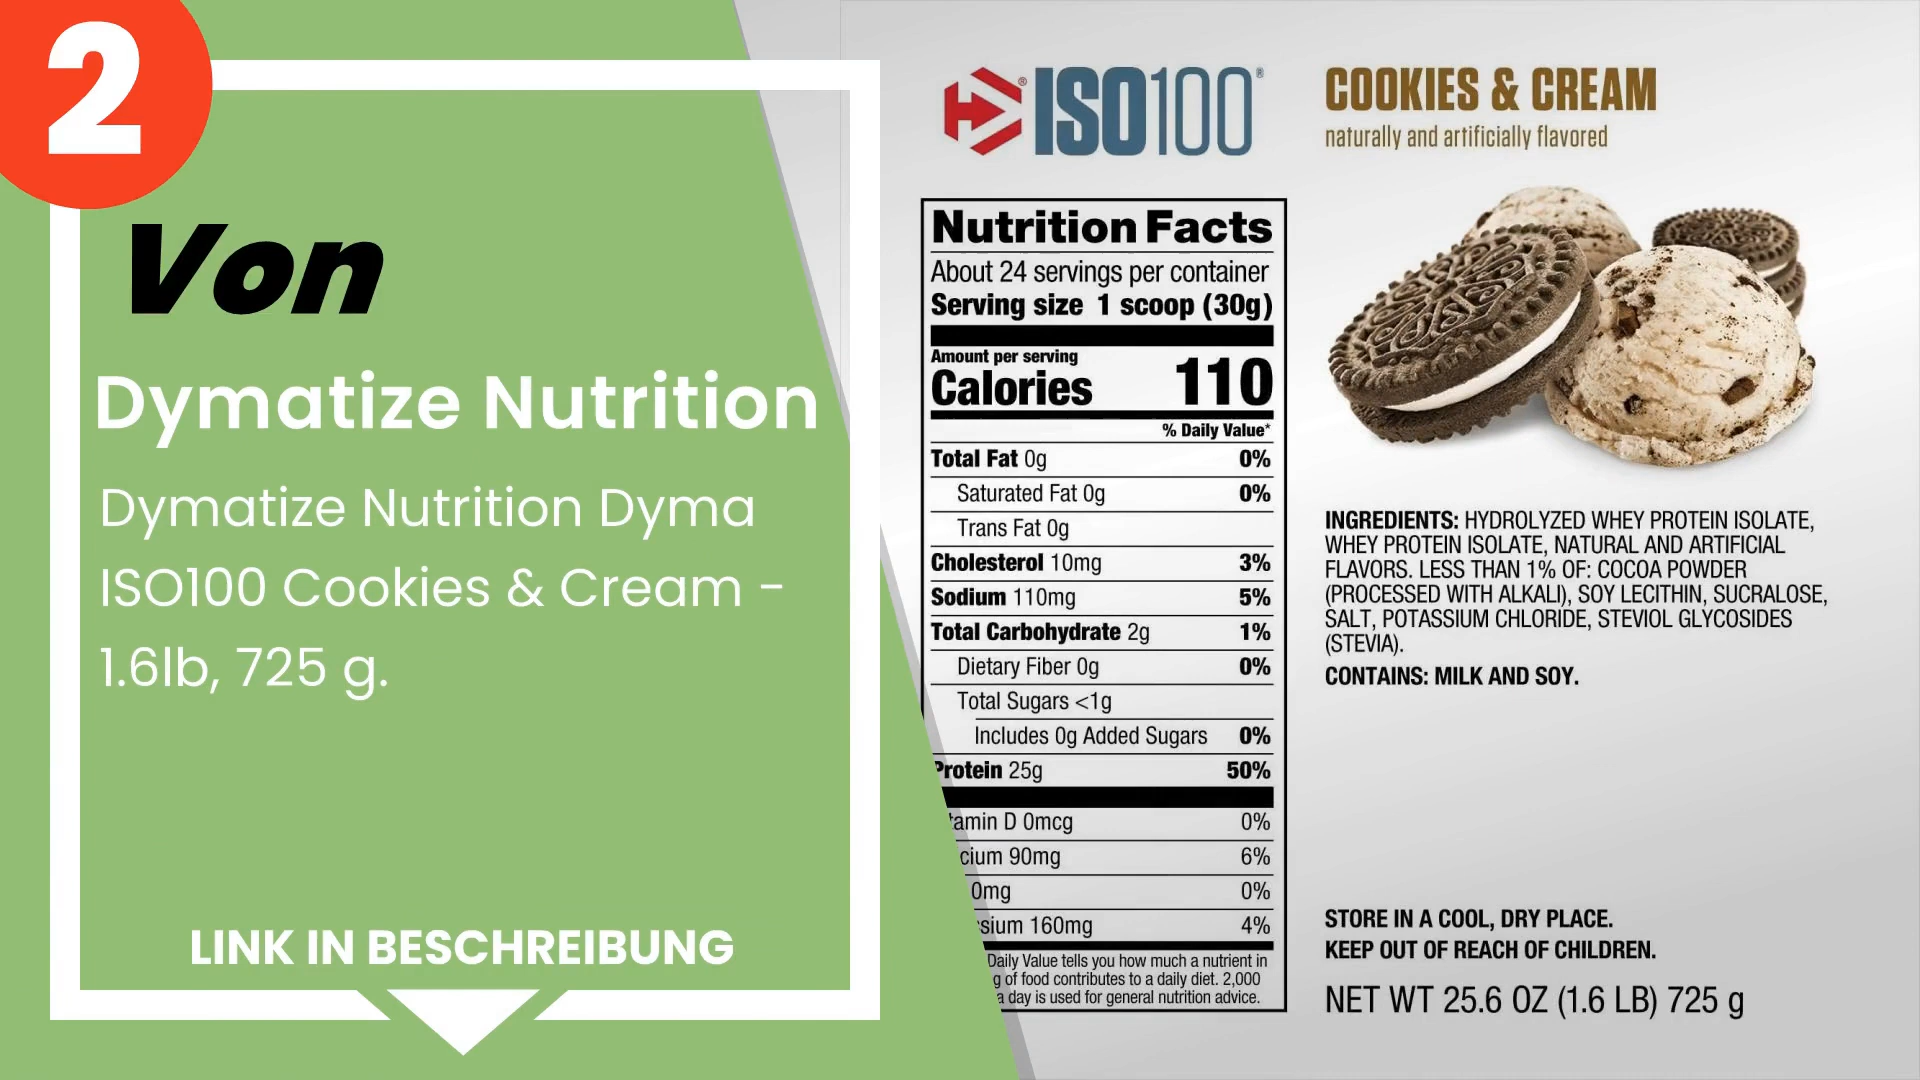 2
Von
Dymatize Nutrition
Dymatize Nutrition Dyma
ISO100 Cookies & Cream -
1.6lb, 725 g.
LINK IN BESCHREIBUNG
ISO100®
COOKIES & CREAM
naturally and artificially flavored
Nutrition Facts
About 24 servings per container
Serving size 1 scoop (30g)
Amount per serving
Calories 110
% Daily Value*
Total Fat 0g 0%
Saturated Fat 0g 0%
Trans Fat 0g
Cholesterol 10mg 3%
Sodium 110mg 5%
Total Carbohydrate 2g 1%
Dietary Fiber 0g 0%
Total Sugars <1g
Includes 0g Added Sugars 0%
Protein 25g 50%
tamin D 0mcg 0%
cium 90mg 6%
0mg 0%
sium 160mg 4%
Daily Value tells you how much a nutrient in
g of food contributes to a daily diet. 2,000
a day is used for general nutrition advice.
INGREDIENTS: HYDROLYZED WHEY PROTEIN ISOLATE,
WHEY PROTEIN ISOLATE, NATURAL AND ARTIFICIAL
FLAVORS. LESS THAN 1% OF: COCOA POWDER
(PROCESSED WITH ALKALI), SOY LECITHIN, SUCRALOSE,
SALT, POTASSIUM CHLORIDE, STEVIOL GLYCOSIDES
(STEVIA).
CONTAINS: MILK AND SOY.
STORE IN A COOL, DRY PLACE.
KEEP OUT OF REACH OF CHILDREN.
NET WT 25.6 OZ (1.6 LB) 725 g